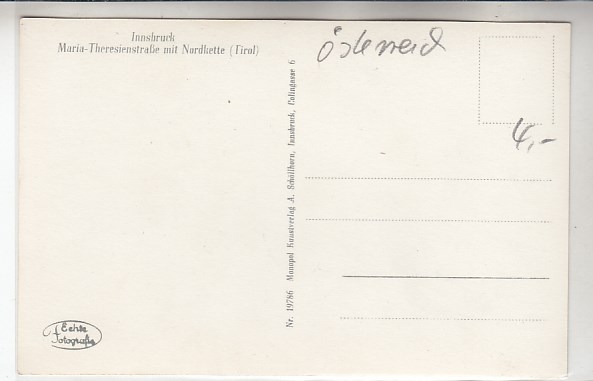 Innsbruck
Maria-Theresienstraße mit Nordkette (Tirol)
Österreich
4,-
Nr. 19786 Monopol Kunstverlag A. Schöllhorn, Innsbruck, Colingasse 6
Echte
Fotografie